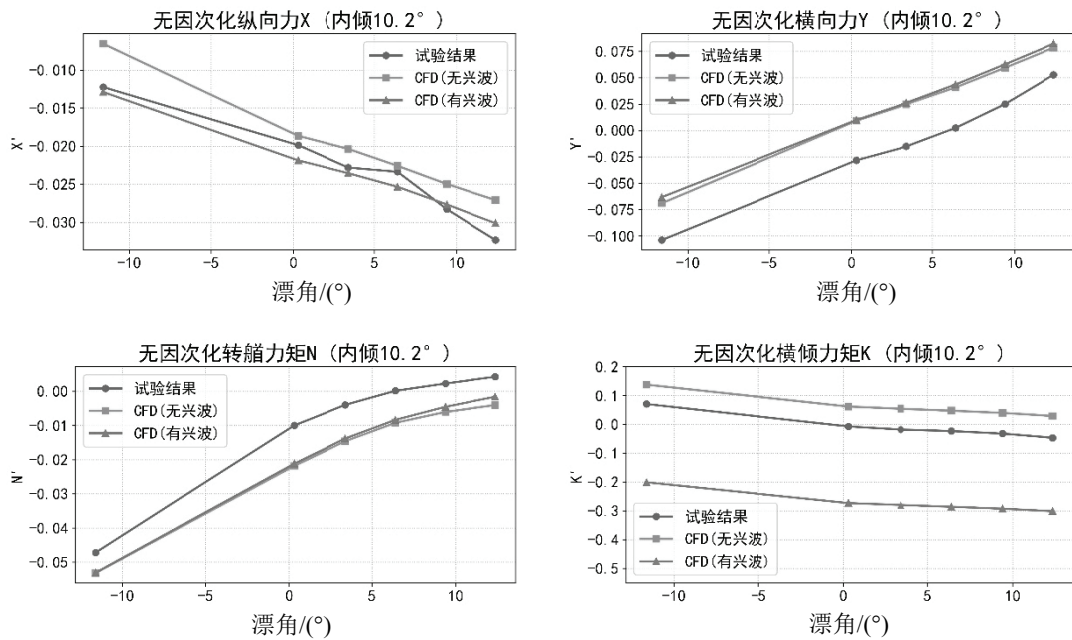 无因次化纵向力X (内倾10.2°)
试验结果
CFD(无兴波)
CFD(有兴波)
X′
−0.010
−0.015
−0.020
−0.025
−0.030
−10 −5 0 5 10
漂角/(°)
无因次化横向力Y (内倾10.2°)
试验结果
CFD(无兴波)
CFD(有兴波)
Y′
0.075
0.050
0.025
0.000
−0.025
−0.050
−0.075
−0.100
−10 −5 0 5 10
漂角/(°)
无因次化转艏力矩N (内倾10.2°)
试验结果
CFD(无兴波)
CFD(有兴波)
N′
0.00
−0.01
−0.02
−0.03
−0.04
−0.05
−10 −5 0 5 10
漂角/(°)
无因次化横倾力矩K (内倾10.2°)
K′
0.2
0.1
0.0
−0.1
−0.2
−0.3
−0.4
−0.5
试验结果
CFD(无兴波)
CFD(有兴波)
−10 −5 0 5 10
漂角/(°)